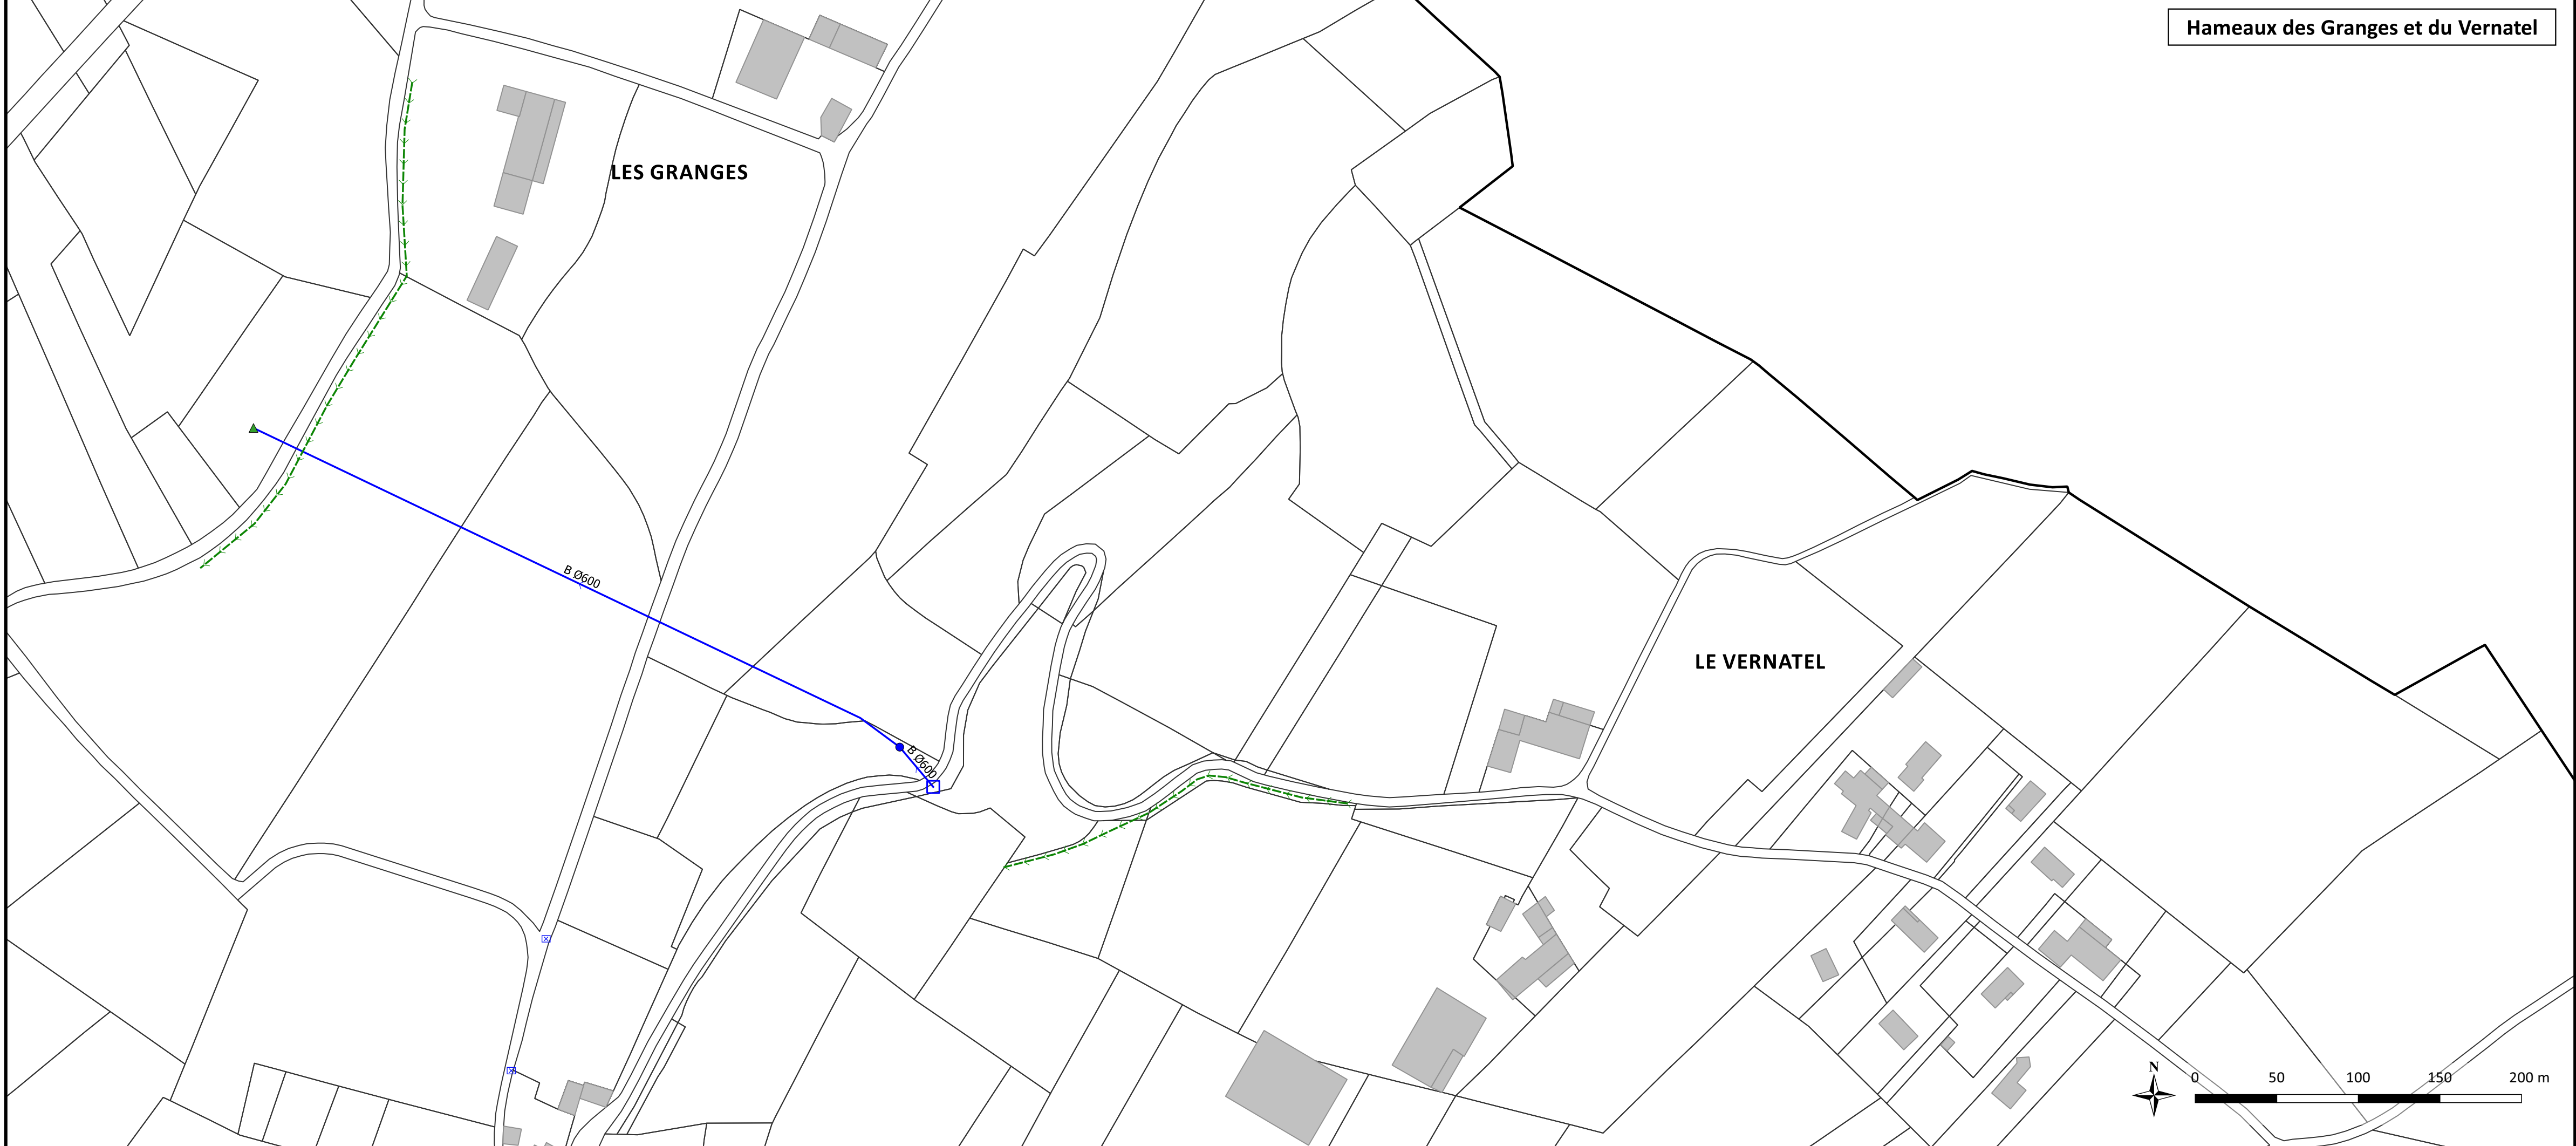 Hameaux des Granges et du Vernatel
LES GRANGES
B Ø600
LE VERNATEL
B Ø600
N
0 50 100 150 200 m